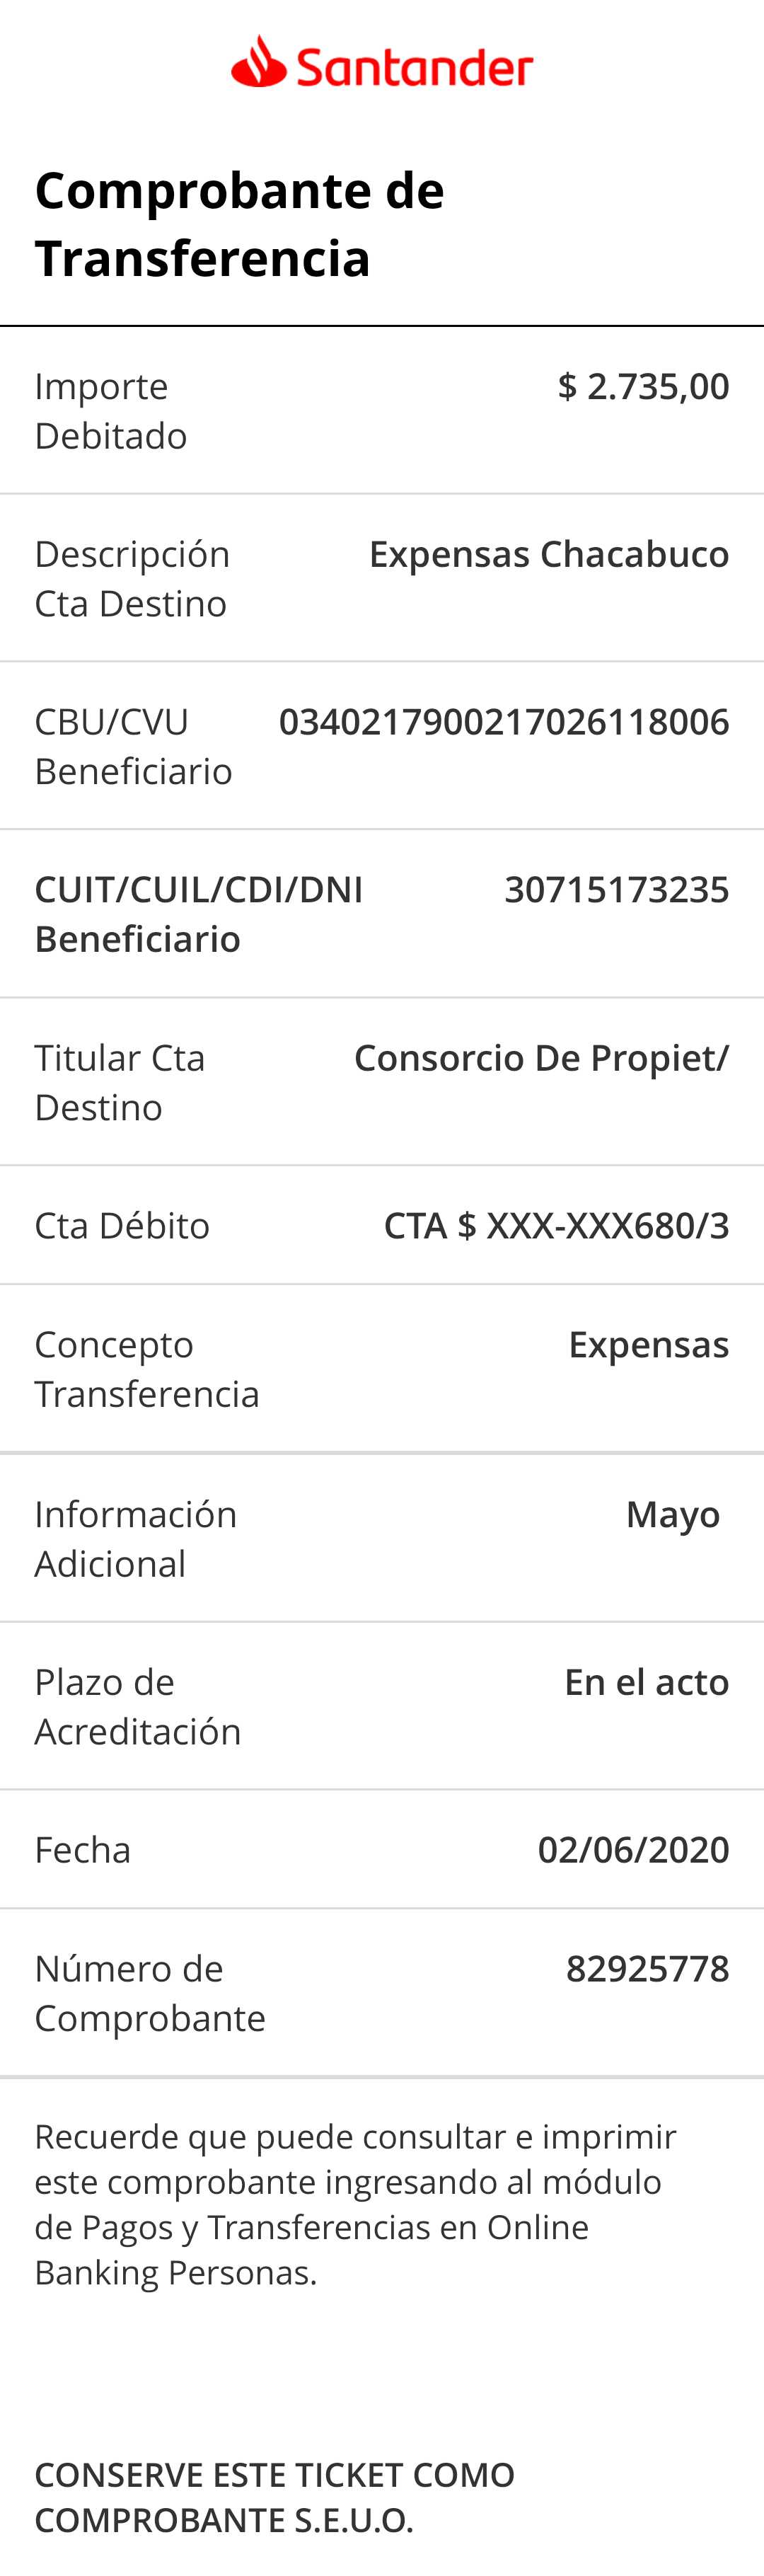 Santander
Comprobante de
Transferencia
Importe
Debitado
$ 2.735,00
Descripción
Cta Destino
Expensas Chacabuco
CBU/CVU
Beneficiario
0340217900217026118006
CUIT/CUIL/CDI/DNI
Beneficiario
30715173235
Titular Cta
Destino
Consorcio De Propiet/
Cta Débito
CTA $ XXX-XXX680/3
Concepto
Transferencia
Expensas
Información
Adicional
Mayo
Plazo de
Acreditación
En el acto
Fecha
02/06/2020
Número de
Comprobante
82925778
Recuerde que puede consultar e imprimir
este comprobante ingresando al módulo
de Pagos y Transferencias en Online
Banking Personas.
CONSERVE ESTE TICKET COMO
COMPROBANTE S.E.U.O.